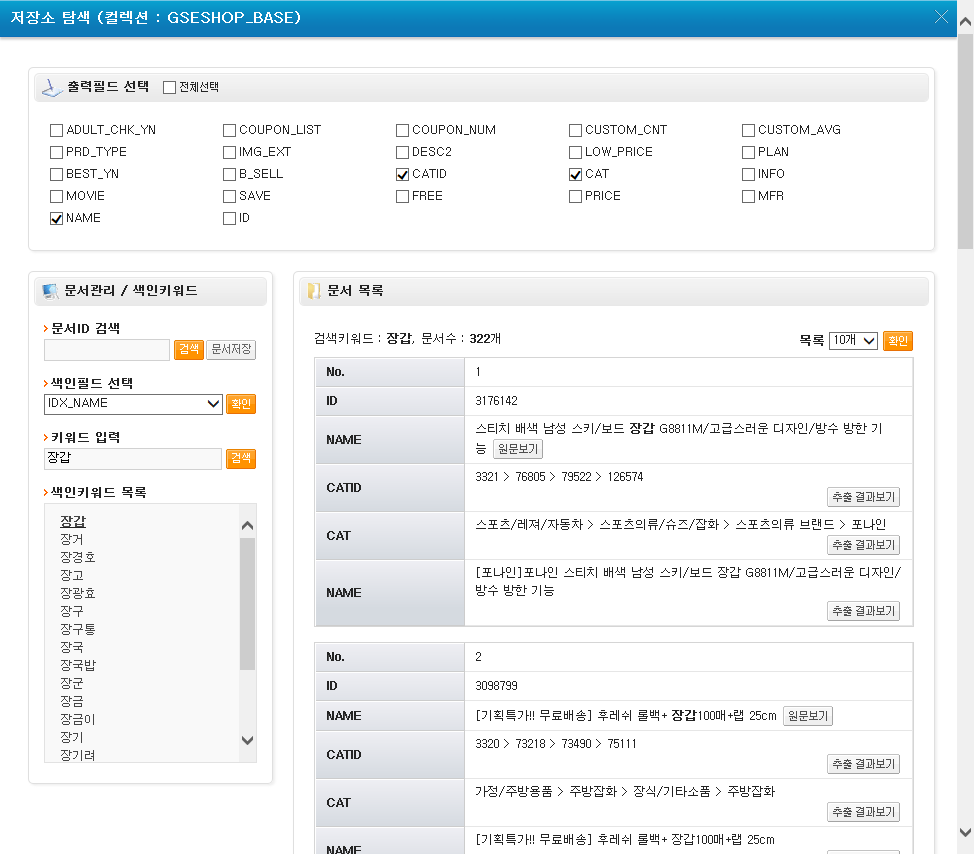 저장소 탐색 (컬렉션 : GSESHOP_BASE)
출력필드 선택 전체선택
ADULT_CHK_YN COUPON_LIST COUPON_NUM CUSTOM_CNT CUSTOM_AVG
PRD_TYPE IMG_EXT DESC2 LOW_PRICE PLAN
BEST_YN B_SELL CATID CAT INFO
MOVIE SAVE FREE PRICE MFR
NAME ID
문서관리 / 색인키워드
문서ID 검색
검색 문서저장
색인필드 선택
IDX_NAME 확인
키워드 입력
장갑 검색
색인키워드 목록
장갑
장거
장경호
장고
장광효
장구
장구통
장국
장국밥
장군
장금
장금이
장기
장기려
문서 목록
검색키워드 : 장갑, 문서수 : 322개 목록 10개 확인
No. 1
ID 3176142
NAME 스티치 배색 남성 스키/보드 장갑 G8811M/고급스러운 디자인/방수 방한 기
능 원문보기
CATID 3321 > 76805 > 79522 > 126574
추출 결과보기
CAT 스포츠/레져/자동차 > 스포츠의류/슈즈/잡화 > 스포츠의류 브랜드 > 포나인
추출 결과보기
NAME [포나인]포나인 스티치 배색 남성 스키/보드 장갑 G8811M/고급스러운 디자인/
방수 방한 기능
추출 결과보기
No. 2
ID 3098799
NAME [기획특가!! 무료배송] 후레쉬 롤백+ 장갑100매+랩 25cm 원문보기
CATID 3320 > 73218 > 73490 > 75111
추출 결과보기
CAT 가정/주방용품 > 주방잡화 > 장식/기타소품 > 주방잡화
추출 결과보기
NAME [기획특가!! 무료배송] 후레쉬 롤백+ 장갑100매+랩 25cm